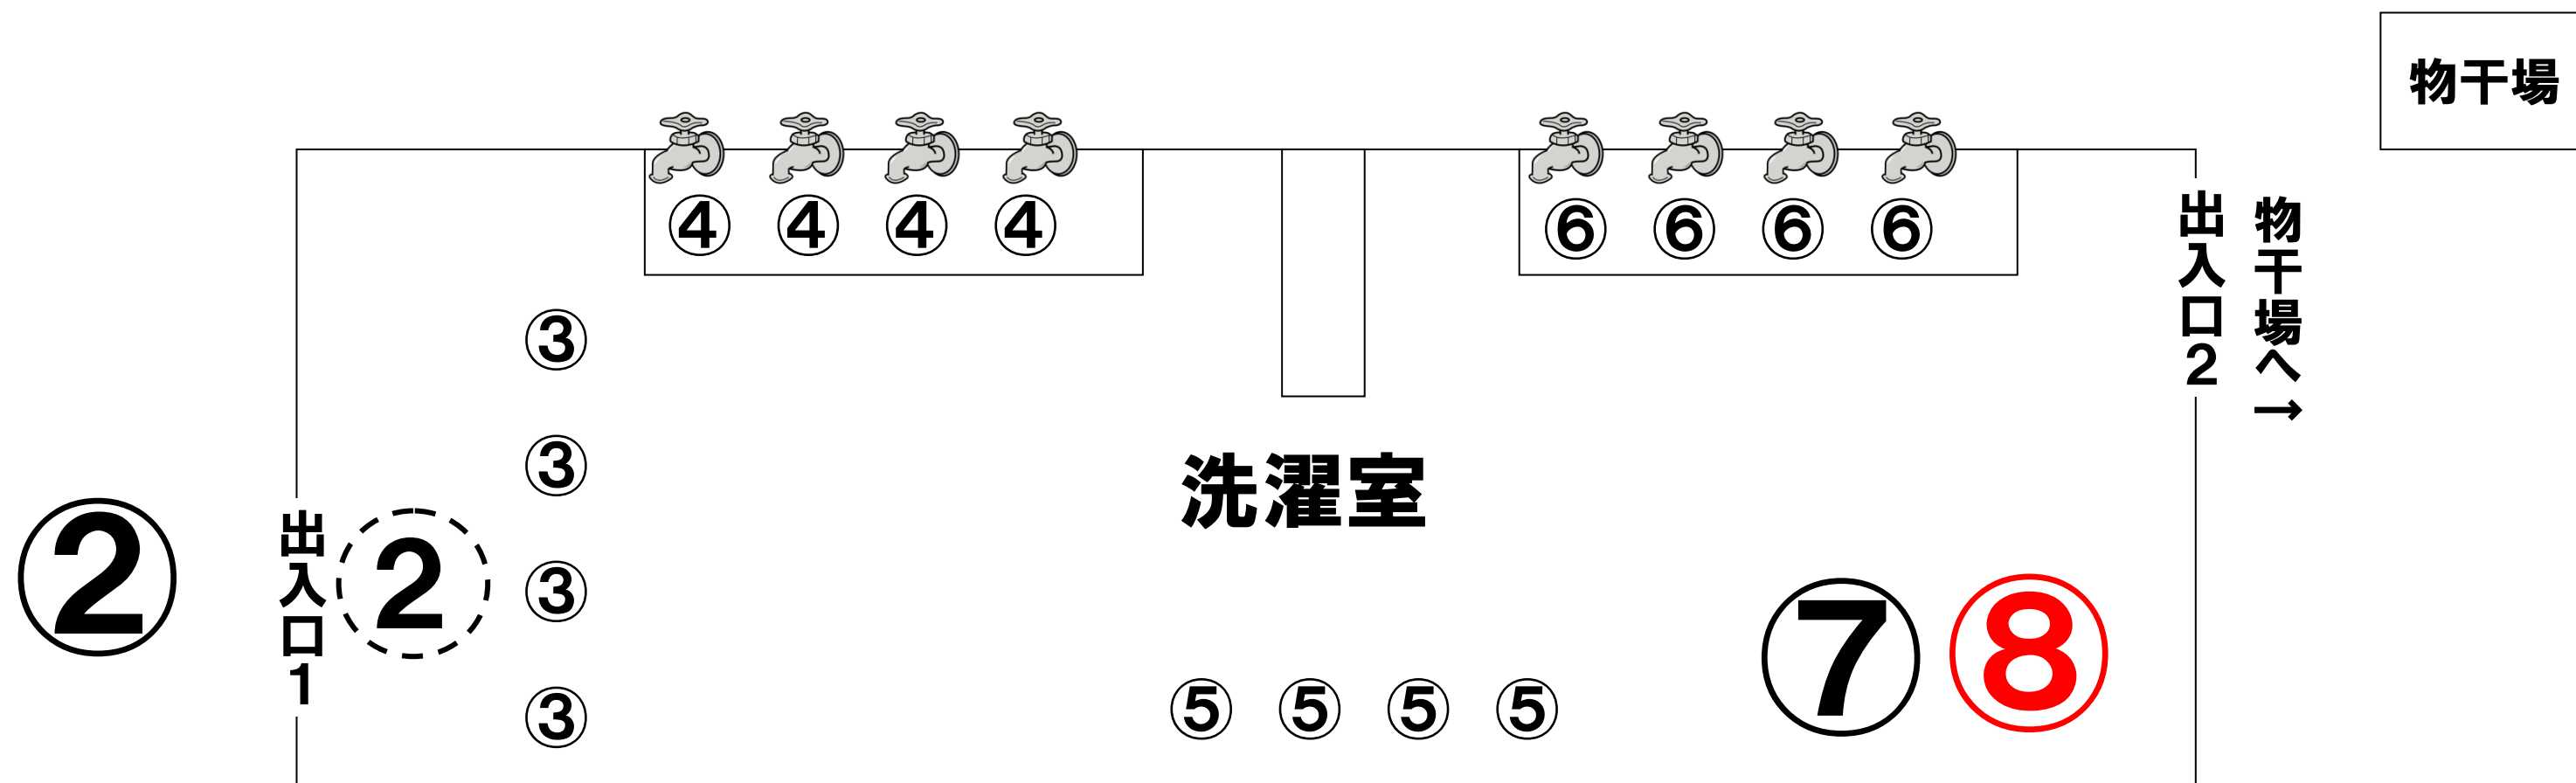 物干場
④ ④ ④ ④
⑥ ⑥ ⑥ ⑥
出入口2
物干場へ→
③
③
③
③
洗濯室
②
出入口1
②
⑤ ⑤ ⑤ ⑤
⑦ ⑧